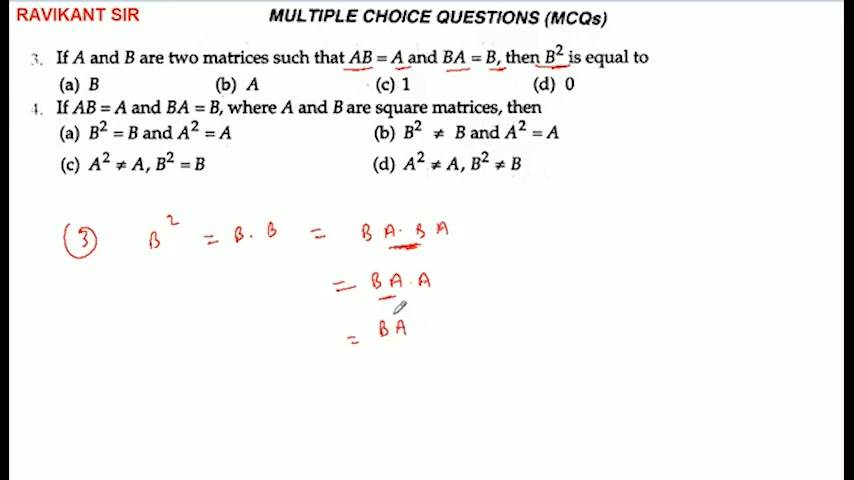 RAVIKANT SIR MULTIPLE CHOICE QUESTIONS (MCQs)
3. If A and B are two matrices such that AB = A and BA = B, then B² is equal to
(a) B (b) A (c) 1 (d) 0
4. If AB = A and BA = B, where A and B are square matrices, then
(a) B² = B and A² = A (b) B² ≠ B and A² = A
(c) A² ≠ A, B² = B (d) A² ≠ A, B² ≠ B
(3) B² = B. B = B A. B A
= B A . A
= B A